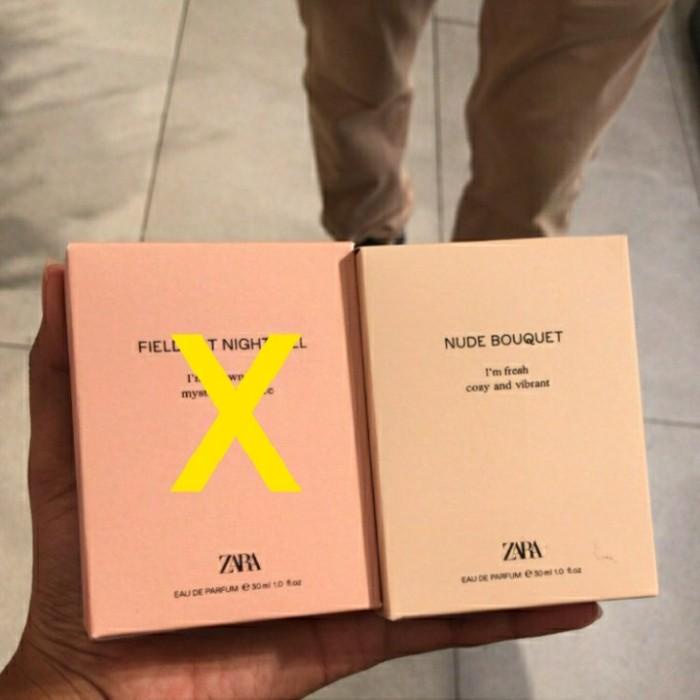 X
NUDE BOUQUET
I'm fresh
cozy and vibrant
ZARA
EAU DE PARFUM ℮ 30 ml 1.0 fl oz
ZARA
EAU DE PARFUM ℮ 30 ml 1.0 fl oz